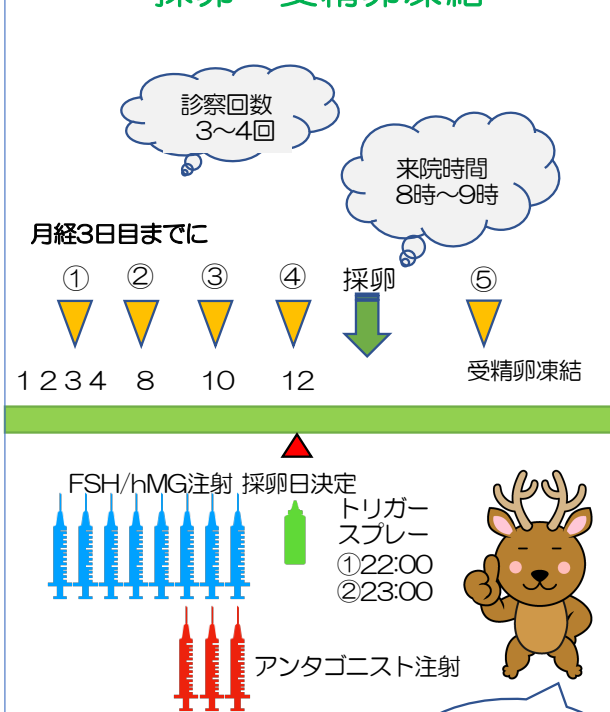 採卵・受精卵凍結
診察回数
3～4回
来院時間
8時～9時
月経3日目までに
① ② ③ ④ 採卵 ⑤
1 2 3 4 8 10 12 受精卵凍結
FSH/hMG注射 採卵日決定
トリガー
スプレー
①22:00
②23:00
アンタゴニスト注射